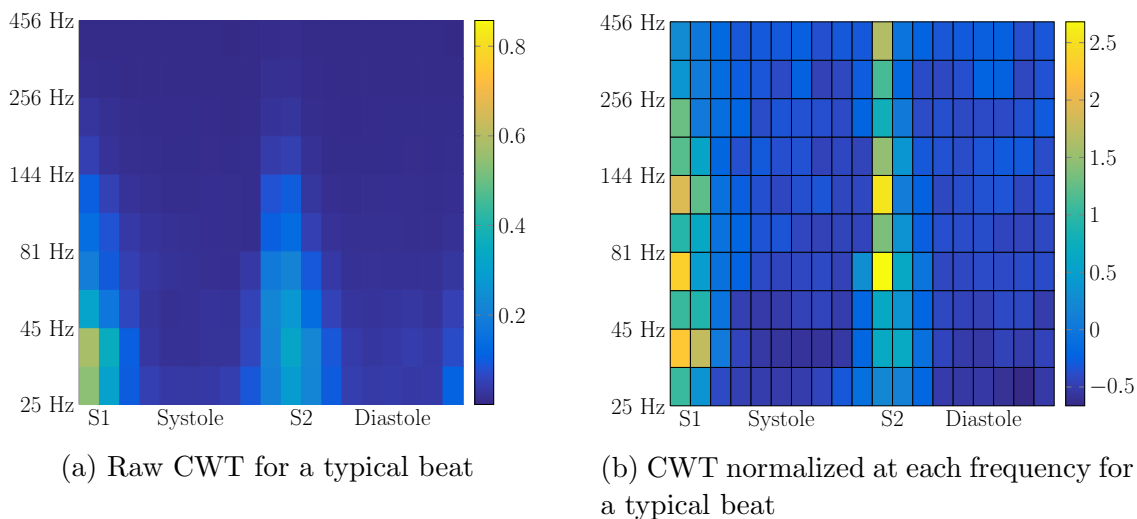 456 Hz
256 Hz
144 Hz
81 Hz
45 Hz
25 Hz
S1 Systole S2 Diastole
0.8
0.6
0.4
0.2
(a) Raw CWT for a typical beat
456 Hz
256 Hz
144 Hz
81 Hz
45 Hz
25 Hz
S1 Systole S2 Diastole
2.5
2
1.5
1
0.5
0
−0.5
(b) CWT normalized at each frequency for
a typical beat